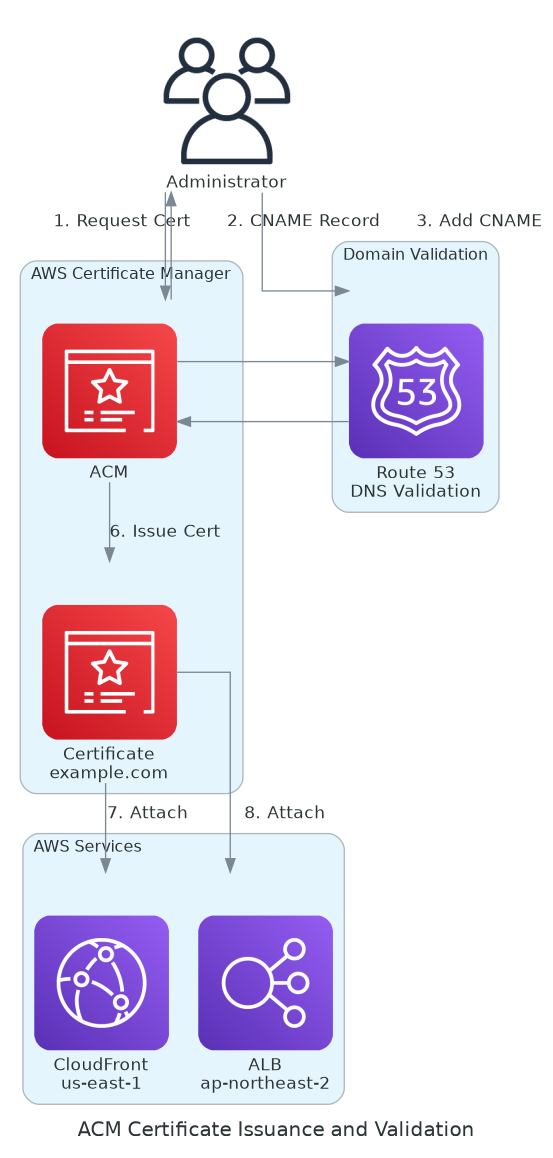 Administrator
1. Request Cert
2. CNAME Record
3. Add CNAME
AWS Certificate Manager
Domain Validation
53
ACM
Route 53
DNS Validation
6. Issue Cert
Certificate
example.com
7. Attach
8. Attach
AWS Services
CloudFront
us-east-1
ALB
ap-northeast-2
ACM Certificate Issuance and Validation